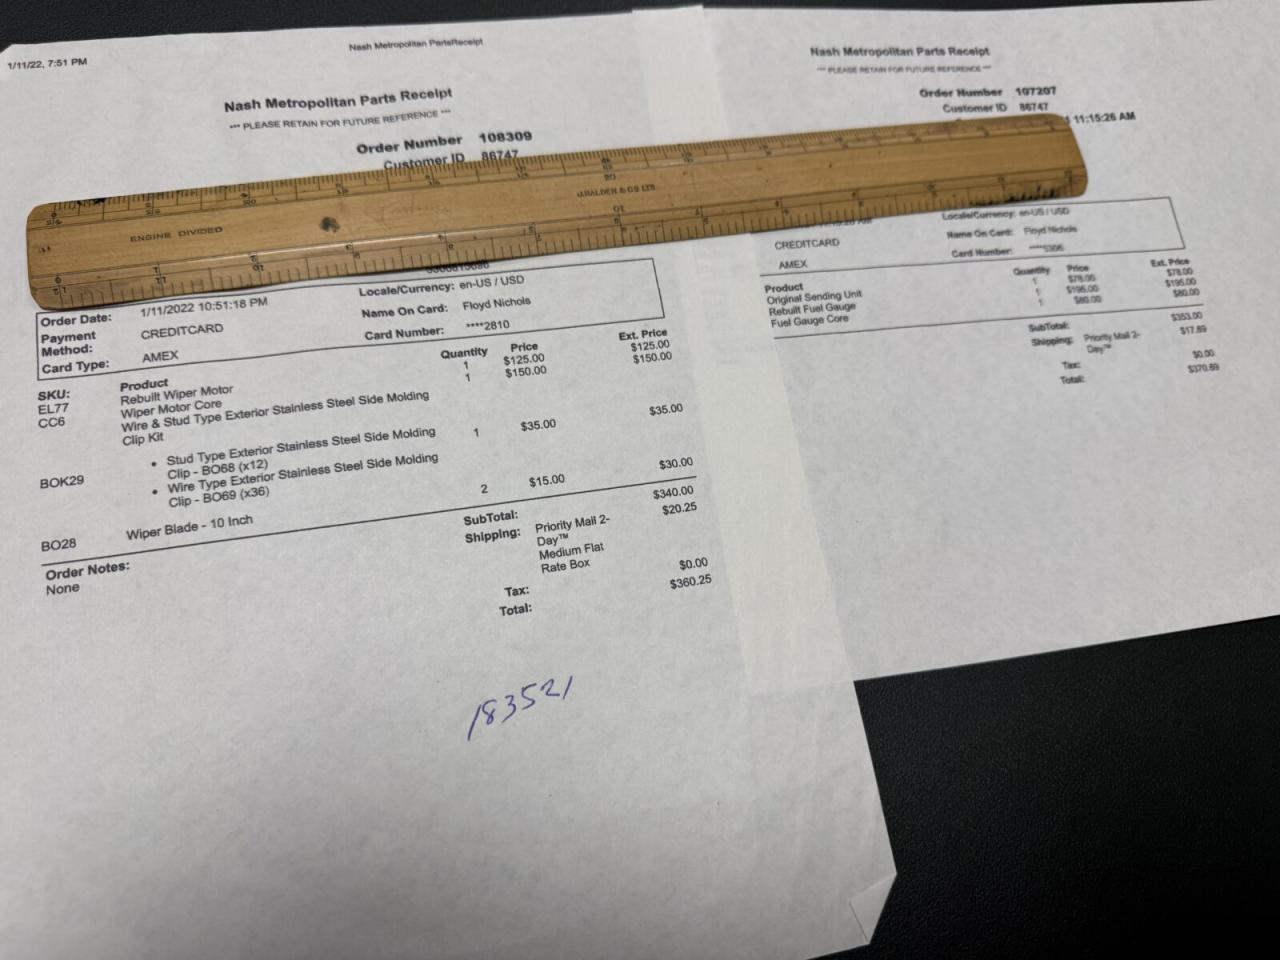 1/11/22, 7:51 PM
Nash Metropolitan PartsReceipt
Nash Metropolitan Parts Receipt
*** PLEASE RETAIN FOR FUTURE REFERENCE ***
Order Number 108309
Customer ID 86747
Order Date: 1/11/2022 10:51:18 PM
Payment Method: CREDITCARD
Card Type: AMEX
Locale/Currency: en-US / USD
Name On Card: Floyd Nichols
Card Number: ****2810
SKU: Product Quantity Price Ext. Price
EL77 Rebuilt Wiper Motor 1 $125.00 $125.00
CC6 Wiper Motor Core 1 $150.00 $150.00
Wire & Stud Type Exterior Stainless Steel Side Molding
Clip Kit
BOK29 1 $35.00 $35.00
• Stud Type Exterior Stainless Steel Side Molding
Clip - BO68 (x12)
• Wire Type Exterior Stainless Steel Side Molding
Clip - BO69 (x36)
BO28 Wiper Blade - 10 Inch 2 $15.00 $30.00
Order Notes:
None
SubTotal: $340.00
Shipping: Priority Mail 2- $20.25
Day™
Medium Flat
Rate Box
Tax: $0.00
Total: $360.25
183521
Nash Metropolitan Parts Receipt
*** PLEASE RETAIN FOR FUTURE REFERENCE ***
Order Number 107207
Customer ID 86747
11:15:26 AM
CREDITCARD
AMEX
Locale/Currency: en-US / USD
Name On Card: Floyd Nichols
Card Number: ****5306
Product Quantity Price Ext. Price
Original Sending Unit 1 $78.00 $78.00
Rebuilt Fuel Gauge 1 $195.00 $195.00
Fuel Gauge Core 1 $80.00 $80.00
SubTotal: $353.00
Shipping: Priority Mail 2- $17.89
Day™
Tax: $0.00
Total: $370.89
ENGINE DIVIDED
J.RALDEN & CO LTD